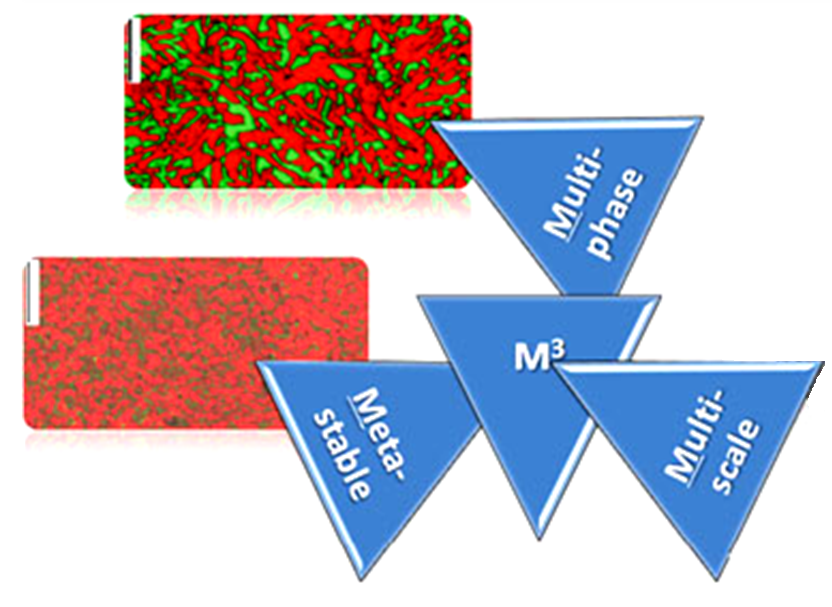 Multi-
phase
M³
Meta-
stable
Multi-
scale